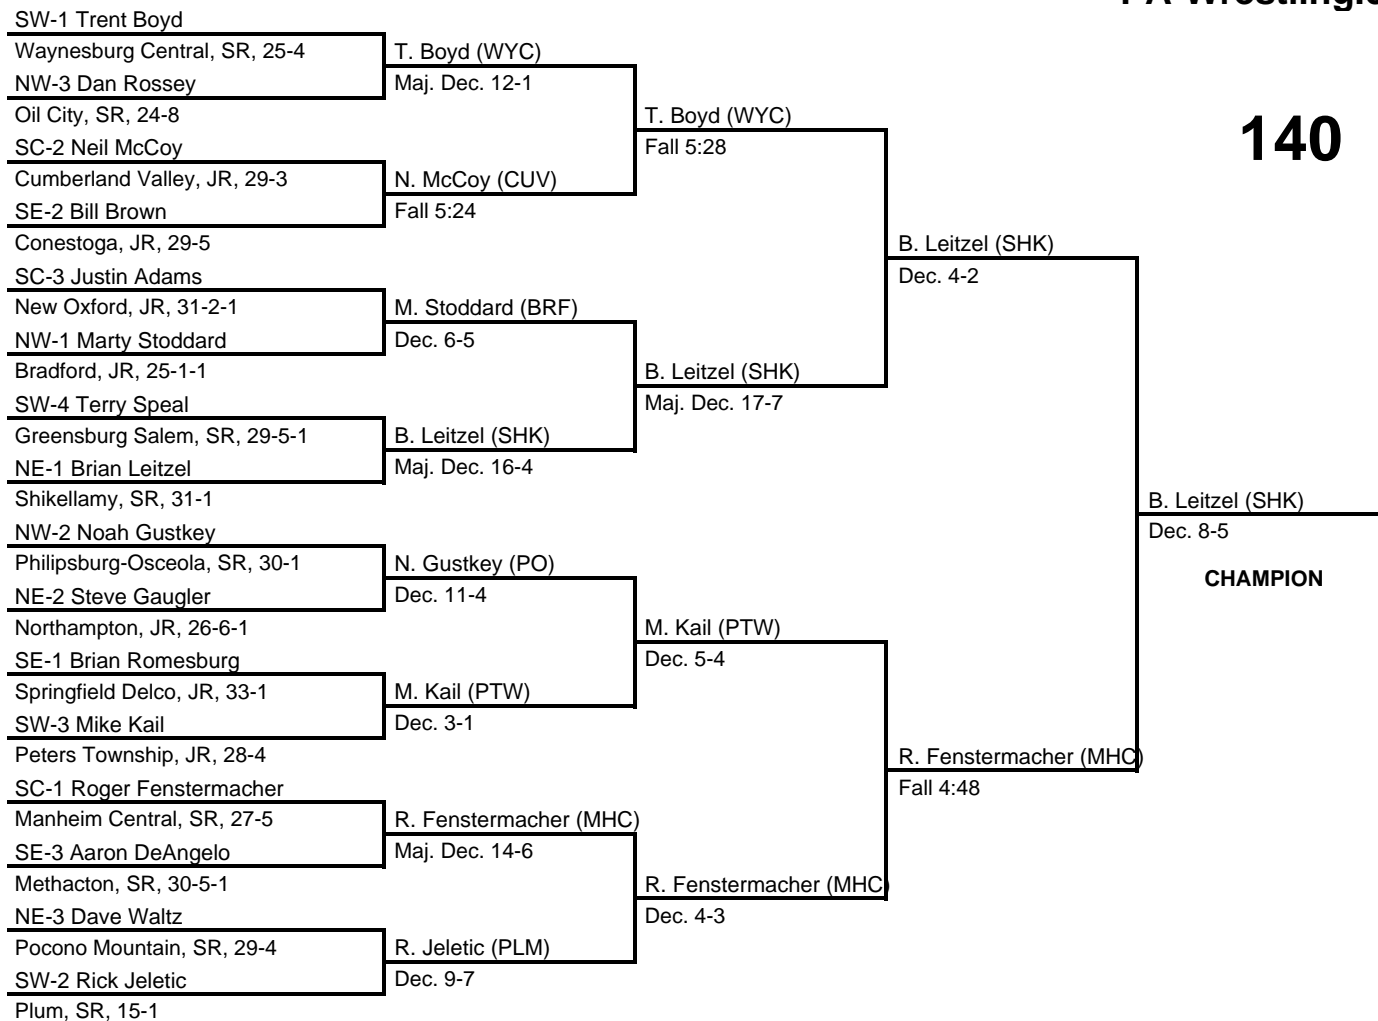 SW-1 Trent Boyd
Waynesburg Central, SR, 25-4
NW-3 Dan Rossey
Oil City, SR, 24-8
SC-2 Neil McCoy
Cumberland Valley, JR, 29-3
SE-2 Bill Brown
Conestoga, JR, 29-5
SC-3 Justin Adams
New Oxford, JR, 31-2-1
NW-1 Marty Stoddard
Bradford, JR, 25-1-1
SW-4 Terry Speal
Greensburg Salem, SR, 29-5-1
NE-1 Brian Leitzel
Shikellamy, SR, 31-1
NW-2 Noah Gustkey
Philipsburg-Osceola, SR, 30-1
NE-2 Steve Gaugler
Northampton, JR, 26-6-1
SE-1 Brian Romesburg
Springfield Delco, JR, 33-1
SW-3 Mike Kail
Peters Township, JR, 28-4
SC-1 Roger Fenstermacher
Manheim Central, SR, 27-5
SE-3 Aaron DeAngelo
Methacton, SR, 30-5-1
NE-3 Dave Waltz
Pocono Mountain, SR, 29-4
SW-2 Rick Jeletic
Plum, SR, 15-1
T. Boyd (WYC)
Maj. Dec. 12-1
N. McCoy (CUV)
Fall 5:24
M. Stoddard (BRF)
Dec. 6-5
B. Leitzel (SHK)
Maj. Dec. 16-4
N. Gustkey (PO)
Dec. 11-4
M. Kail (PTW)
Dec. 3-1
R. Fenstermacher (MHC)
Maj. Dec. 14-6
R. Jeletic (PLM)
Dec. 9-7
T. Boyd (WYC)
Fall 5:28
B. Leitzel (SHK)
Maj. Dec. 17-7
M. Kail (PTW)
Dec. 5-4
R. Fenstermacher (MHC)
Dec. 4-3
B. Leitzel (SHK)
Dec. 4-2
R. Fenstermacher (MHC)
Fall 4:48
140
B. Leitzel (SHK)
Dec. 8-5
CHAMPION